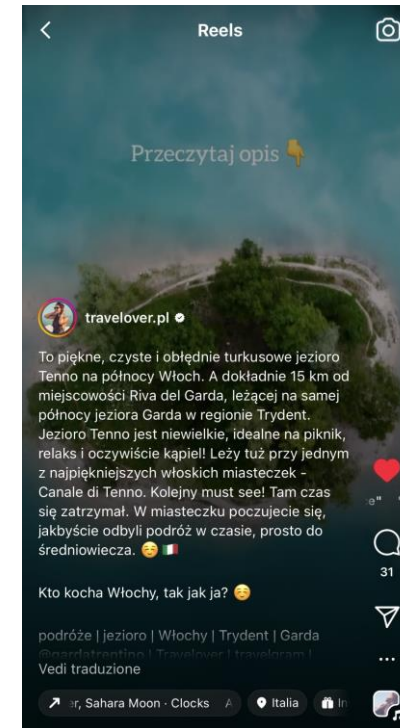 Reels
Przeczytaj opis 👇
travelover.pl
To piękne, czyste i obłędnie turkusowe jezioro
Tenno na północy Włoch. A dokładnie 15 km od
miejscowości Riva del Garda, leżącej na samej
północy jeziora Garda w regionie Trydent.
Jezioro Tenno jest niewielkie, idealne na piknik,
relaks i oczywiście kąpiel! Leży tuż przy jednym
z najpiękniejszych włoskich miasteczek -
Canale di Tenno. Kolejny must see! Tam czas
się zatrzymał. W miasteczku poczujecie się,
jakbyście odbyli podróż w czasie, prosto do
średniowiecza. ☺️🇮🇹
Kto kocha Włochy, tak jak ja? ☺️
31
podróże | jezioro | Włochy | Trydent | Garda
@gardatrentino | Travelover | travelgram |
Vedi traduzione
er, Sahara Moon · Clocks
Italia